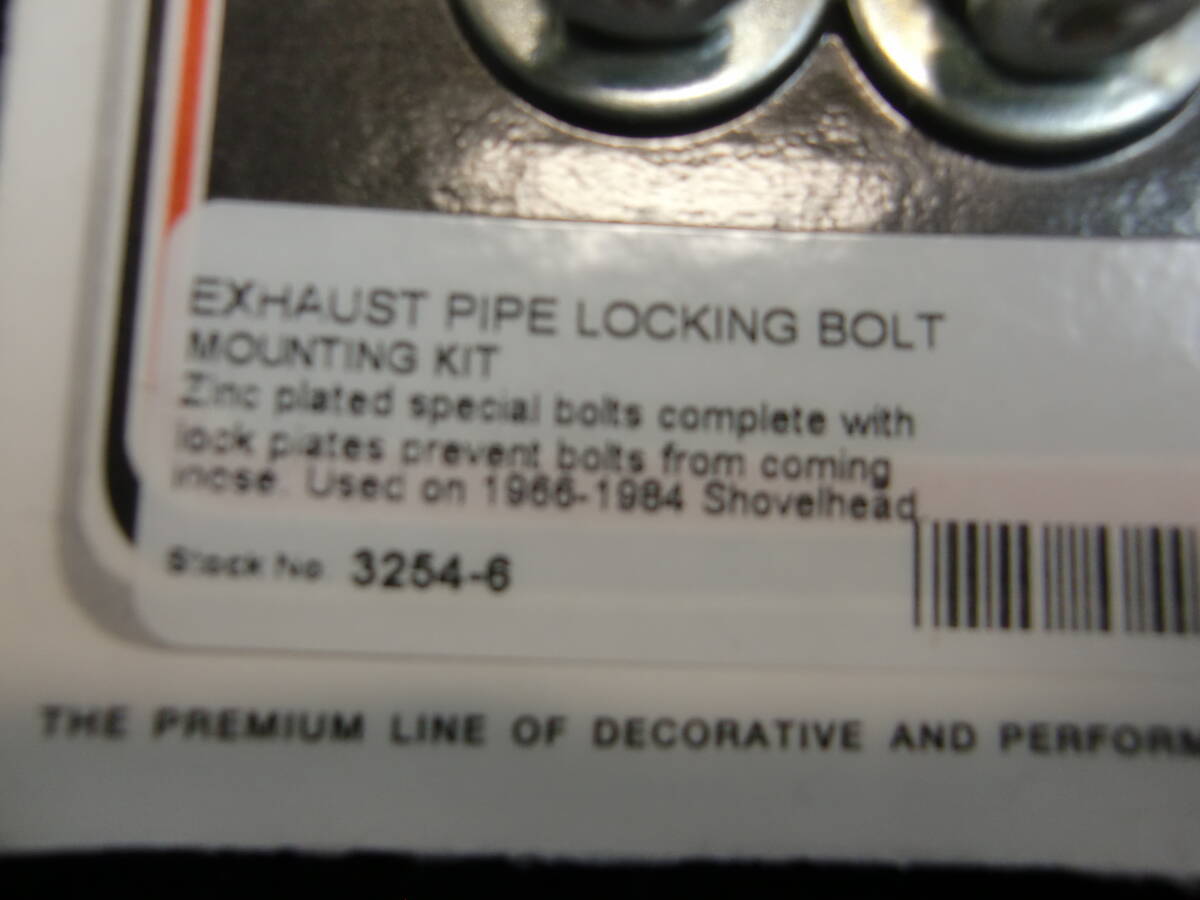 EXHAUST PIPE LOCKING BOLT
MOUNTING KIT
Zinc plated special bolts complete with
lock plates prevent bolts from coming
loose. Used on 1966-1984 Shovelhead
Stock No. 3254-6
THE PREMIUM LINE OF DECORATIVE AND PERFORM